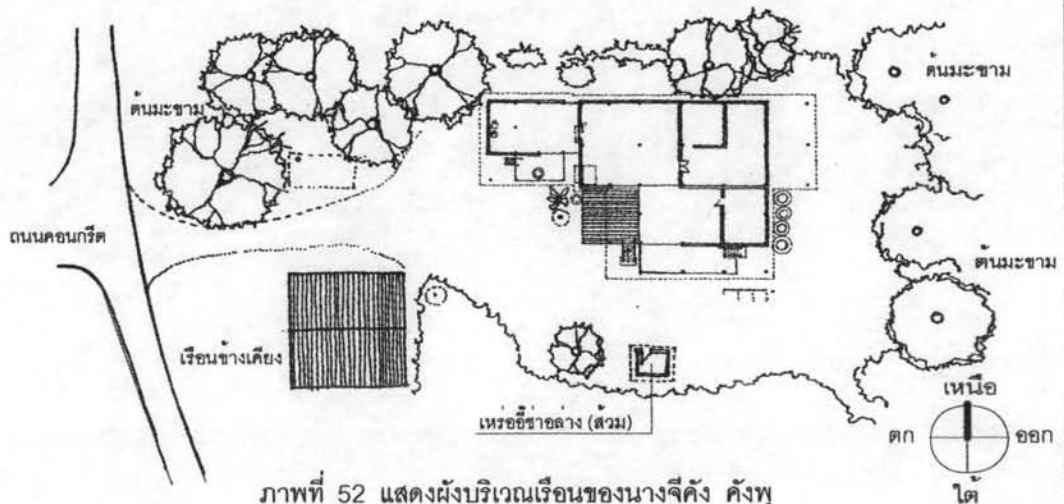 ต้นมะขาม
ต้นมะขาม
ถนนคอนกรีต
ต้นมะขาม
เรือนข้างเคียง
เหร่ออี๊ช่าอล่าง (ส้วม)
เหนือ
ตก
ออก
ใต้
ภาพที่ 52 แสดงผังบริเวณเรือนของนางจีคัง คังพู